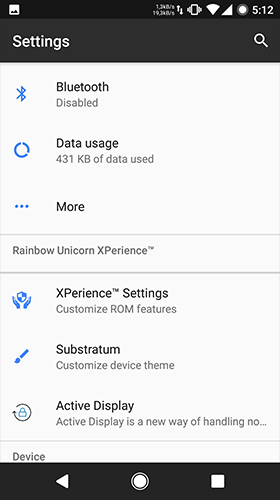 1,3kB/s
19,3kB/s
5:12
Settings
Bluetooth
Disabled
Data usage
431 KB of data used
More
Rainbow Unicorn XPerience™
XPerience™ Settings
Customize ROM features
Substratum
Customize device theme
Active Display
Active Display is a new way of handling no...
Device